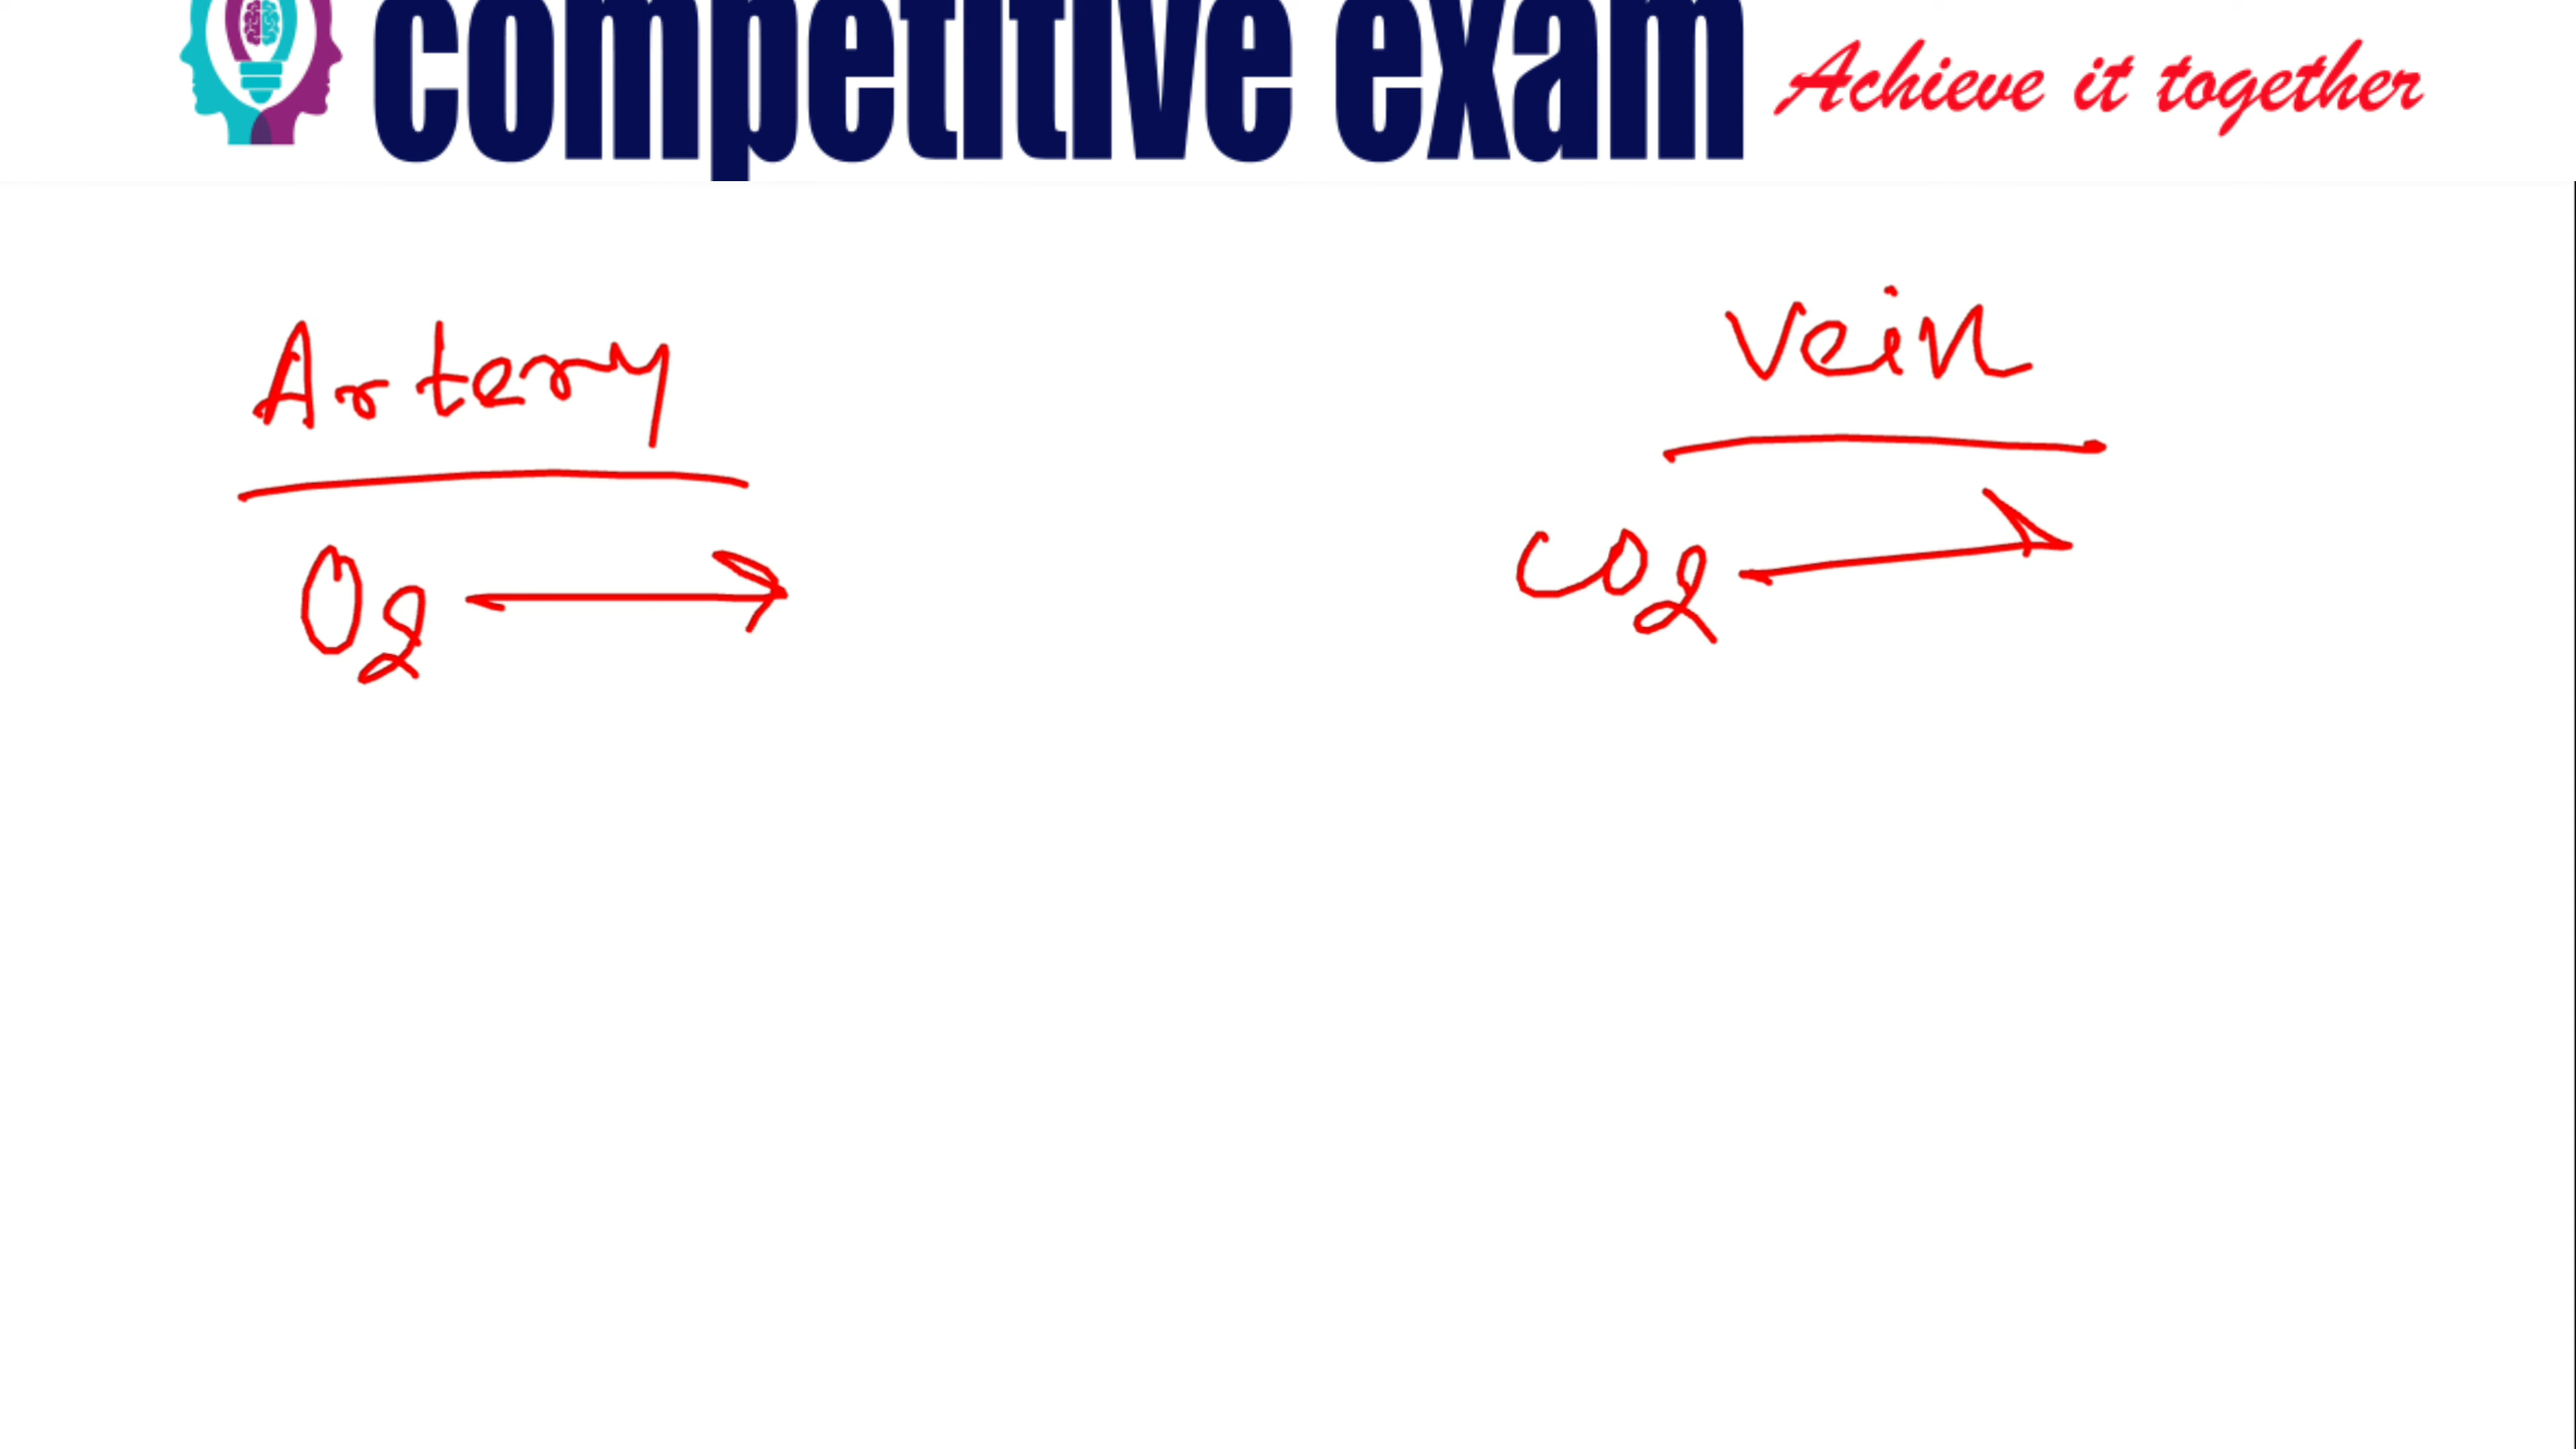 competitive exam Achieve it together
Artery
Vein
O2 →
CO2 →